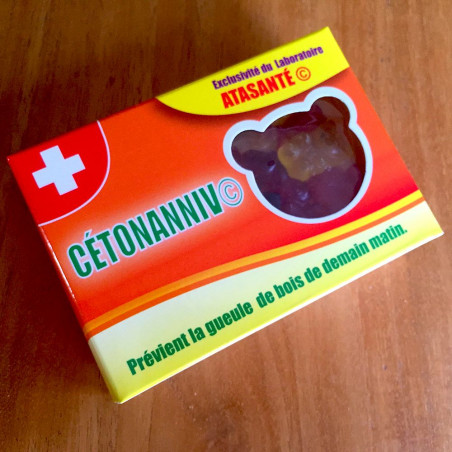 Exclusivité du Laboratoire
ATASANTÉ ©
CÉTONANNIV©
Prévient la gueule de bois de demain matin.